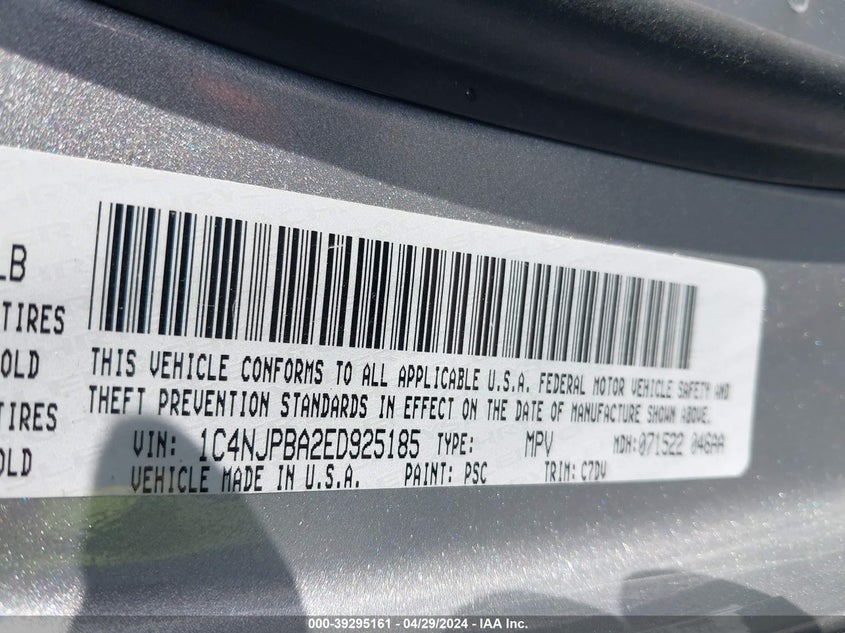 LB
TIRES
OLD
TIRES
OLD
THIS VEHICLE CONFORMS TO ALL APPLICABLE U.S.A. FEDERAL MOTOR VEHICLE SAFETY AND
THEFT PREVENTION STANDARDS IN EFFECT ON THE DATE OF MANUFACTURE SHOWN ABOVE.
VIN: 1C4NJPBA2ED925185 TYPE: MPV MDH: 071522 046AA
VEHICLE MADE IN U.S.A. PAINT: PSC TRIM: C7DV
000-39295161 - 04/29/2024 - IAA Inc.